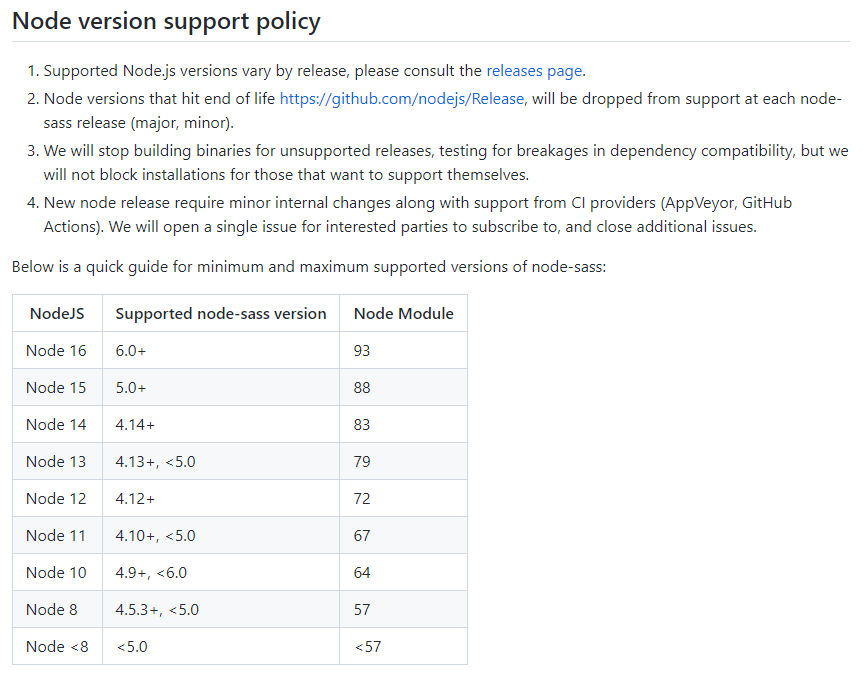 Node version support policy
1. Supported Node.js versions vary by release, please consult the releases page.
2. Node versions that hit end of life https://github.com/nodejs/Release, will be dropped from support at each node-
sass release (major, minor).
3. We will stop building binaries for unsupported releases, testing for breakages in dependency compatibility, but we
will not block installations for those that want to support themselves.
4. New node release require minor internal changes along with support from CI providers (AppVeyor, GitHub
Actions). We will open a single issue for interested parties to subscribe to, and close additional issues.
Below is a quick guide for minimum and maximum supported versions of node-sass:
NodeJS Supported node-sass version Node Module
Node 16 6.0+ 93
Node 15 5.0+ 88
Node 14 4.14+ 83
Node 13 4.13+, <5.0 79
Node 12 4.12+ 72
Node 11 4.10+, <5.0 67
Node 10 4.9+, <6.0 64
Node 8 4.5.3+, <5.0 57
Node <8 <5.0 <57